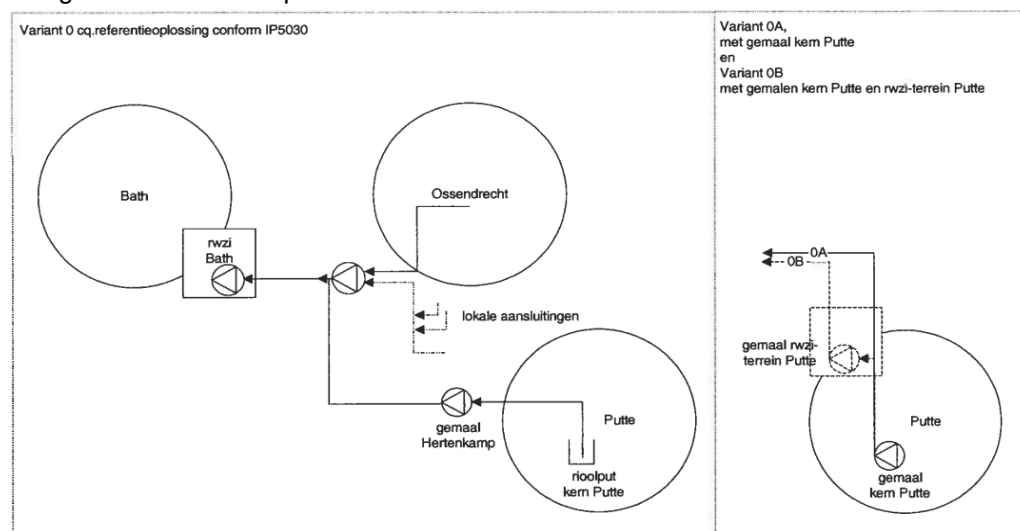 Variant 0 cq.referentieoplossing conform IP5030
Bath
rwzi
Bath
Ossendrecht
lokale aansluitingen
gemaal
Hertenkamp
Putte
rioolput
kern Putte
Variant 0A,
met gemaal kern Putte
en
Variant 0B
met gemalen kern Putte en rwzi-terrein Putte
0A
0B
gemaal rwzi-
terrein Putte
Putte
gemaal
kern Putte